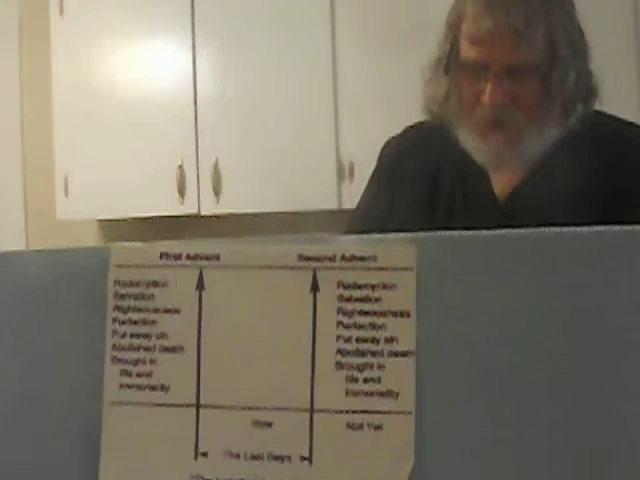 First Advent
Second Advent
Redemption
Salvation
Righteousness
Perfection
Put away sin
Abolished death
Brought in
life and
immortality
Redemption
Salvation
Righteousness
Perfection
Put away sin
Abolished death
Brought in
life and
immortality
Now
Not Yet
The Last Days